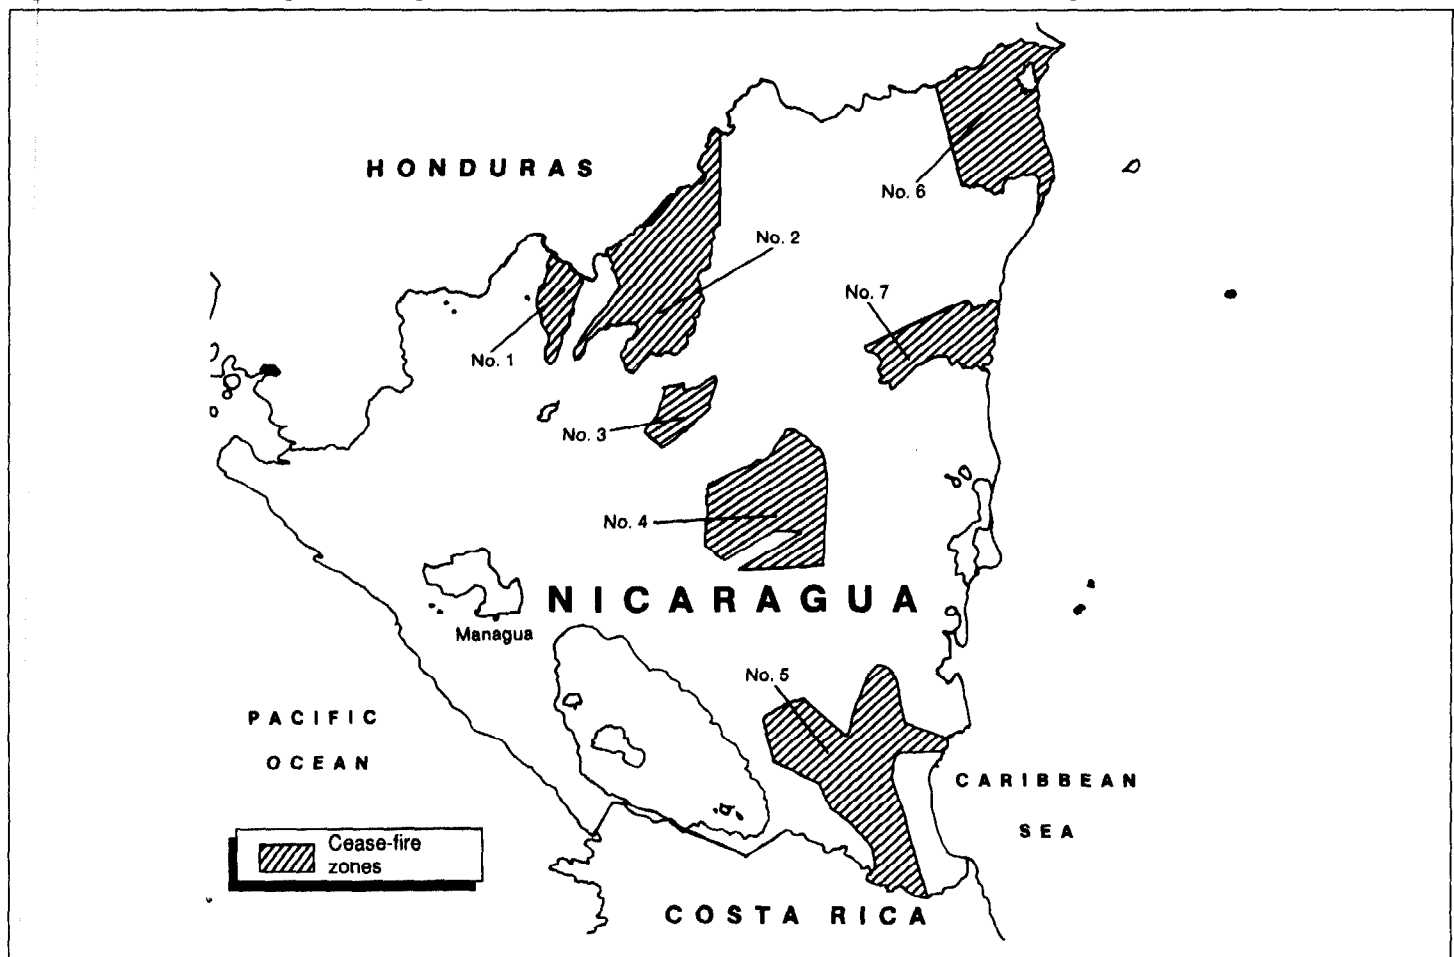 HONDURAS
No. 6
No. 2
No. 7
No. 1
No. 3
No. 4
NICARAGUA
Managua
No. 5
PACIFIC
OCEAN
CARIBBEAN
SEA
Cease-fire
zones
COSTA RICA